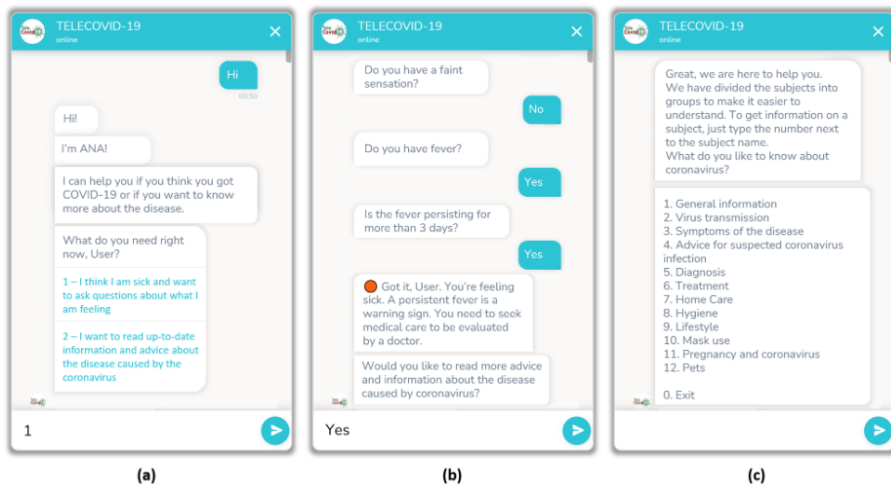 TELECOVID-19
online
Hi
00:50
Hi!
I'm ANA!
I can help you if you think you got
COVID-19 or if you want to know
more about the disease.
What do you need right
now, User?
1 – I think I am sick and want
to ask questions about what I
am feeling
2 – I want to read up-to-date
information and advice about
the disease caused by the
coronavirus
1
(a)
TELECOVID-19
online
Do you have a faint
sensation?
No
Do you have fever?
Yes
Is the fever persisting for
more than 3 days?
Yes
Got it, User. You're feeling
sick. A persistent fever is a
warning sign. You need to seek
medical care to be evaluated
by a doctor.
Would you like to read more advice
and information about the disease
caused by coronavirus?
Yes
(b)
TELECOVID-19
online
Great, we are here to help you.
We have divided the subjects into
groups to make it easier to
understand. To get information on a
subject, just type the number next
to the subject name.
What do you like to know about
coronavirus?
1. General information
2. Virus transmission
3. Symptoms of the disease
4. Advice for suspected coronavirus
infection
5. Diagnosis
6. Treatment
7. Home Care
8. Hygiene
9. Lifestyle
10. Mask use
11. Pregnancy and coronavirus
12. Pets
0. Exit
(c)